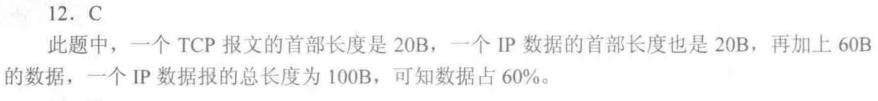 12．C
此题中，一个 TCP 报文的首部长度是 20B，一个 IP 数据的首部长度也是 20B，再加上 60B
的数据，一个 IP 数据报的总长度为 100B，可知数据占 60%。